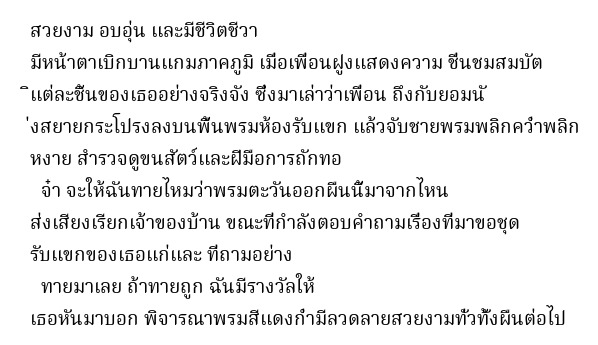 สวยงาม อบอุ่น และมีชีวิตชีวา
มีหน้าตาเบิกบานแกมภาคภูมิ เมื่อเพื่อนฝูงแสดงความ ชื่นชมสมบัต
ิแต่ละชิ้นของเธออย่างจริงจัง ซึ่งมาเล่าว่าเพื่อน ถึงกับยอมนั
่งสยายกระโปรงลงบนพื้นพรมห้องรับแขก แล้วจับชายพรมพลิกคว่ำพลิก
หงาย สำรวจดูขนสัตว์และฝีมือการถักทอ
จ๋า จะให้ฉันทายไหมว่าพรมตะวันออกผืนนี้มาจากไหน
ส่งเสียงเรียกเจ้าของบ้าน ขณะที่กำลังตอบคำถามเรื่องที่มาของชุด
รับแขกของเธอแก่และ ที่ถามอย่าง
ทายมาเลย ถ้าทายถูก ฉันมีรางวัลให้
เธอหันมาบอก พิจารณาพรมสีแดงก่ำมีลวดลายสวยงามทั่วทั้งผืนต่อไป